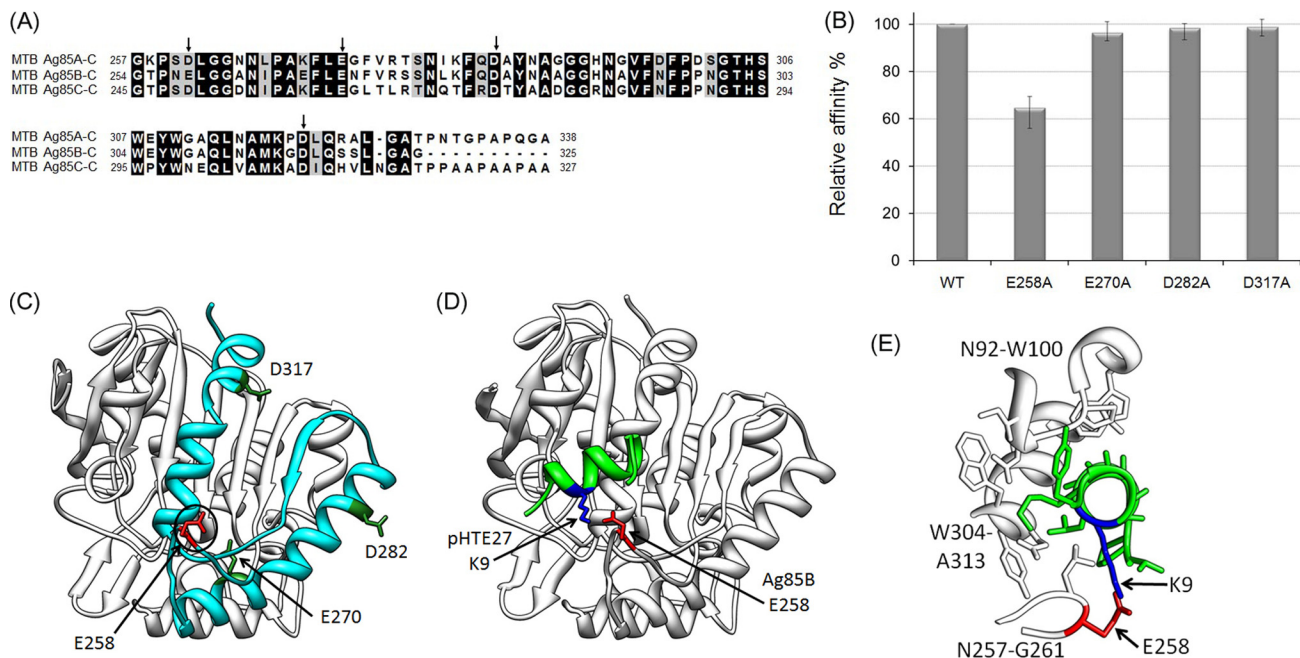 (A)
MTB Ag85A-C 257 GKPSDLGGNNLPAKFLEGFVRTSNIKFQDAYNAGGGHNGVFDFPDSGTHS 306
MTB Ag85B-C 254 GTPNELGGANIPAEFLENFVRSSNLKFQDAYNAAGGHNGVFNFPPNGTHS 303
MTB Ag85C-C 245 GTPSDLGGDNIPAKFLEGLTLRTNQTFRDTYAADGGRNGVFNFPPNGTHS 294
MTB Ag85A-C 307 WEYWGAQLNAMKPDLQRAL-GATPNTGPAPQGA 338
MTB Ag85B-C 304 WEYWGAQLNAMKGDLQSSL-GAG---------- 325
MTB Ag85C-C 295 WPYWNEQLVAMKADIQHVLNGATPPAAPAAPAA 327
(B)
Relative affinity %
100
80
60
40
20
0
WT E258A E270A D282A D317A
(C)
D317
D282
E270
E258
(D)
pHTE27
K9
Ag85B
E258
(E)
N92-W100
W304-
A313
K9
N257-G261
E258